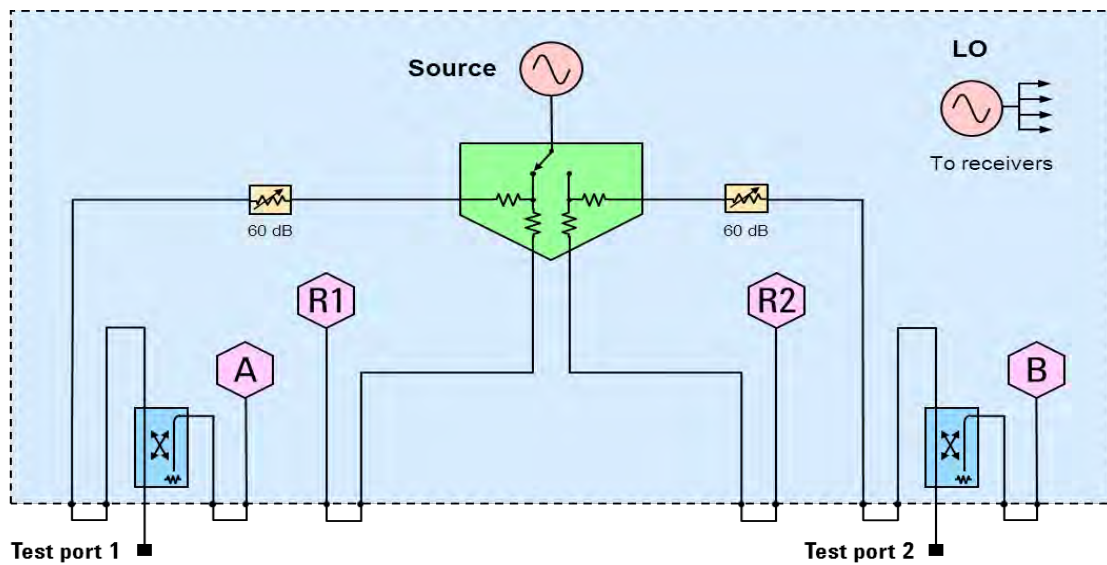 Source
LO
To receivers
60 dB
60 dB
R1
R2
A
B
Test port 1
Test port 2